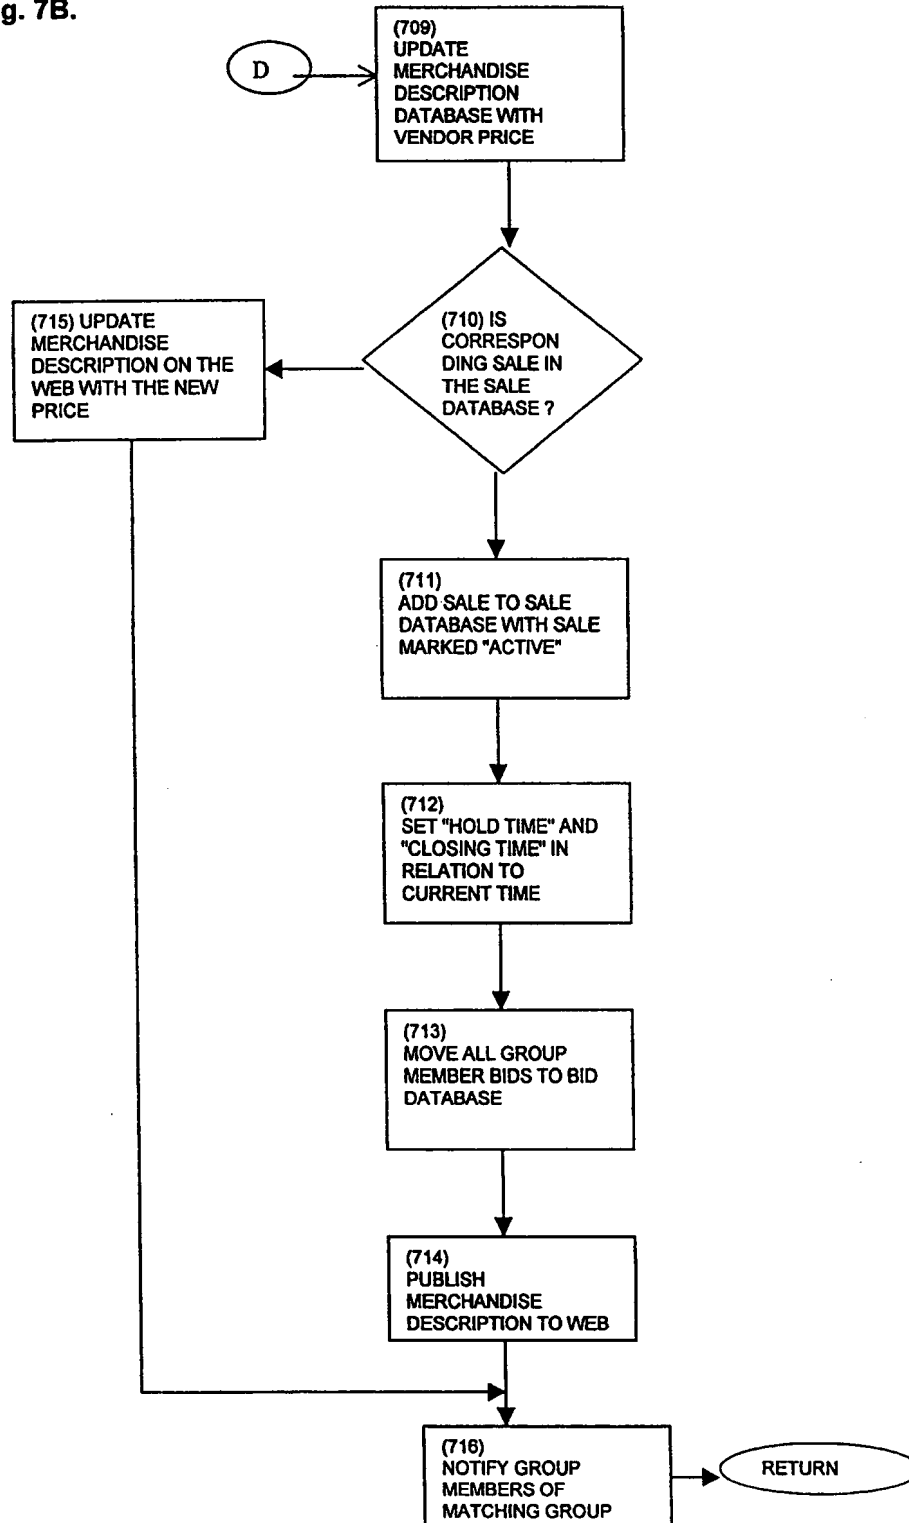 g. 7B.
D
(709)
UPDATE
MERCHANDISE
DESCRIPTION
DATABASE WITH
VENDOR PRICE
(710) IS
CORRESPON
DING SALE IN
THE SALE
DATABASE ?
(715) UPDATE
MERCHANDISE
DESCRIPTION ON THE
WEB WITH THE NEW
PRICE
(711)
ADD SALE TO SALE
DATABASE WITH SALE
MARKED "ACTIVE"
(712)
SET "HOLD TIME" AND
"CLOSING TIME" IN
RELATION TO
CURRENT TIME
(713)
MOVE ALL GROUP
MEMBER BIDS TO BID
DATABASE
(714)
PUBLISH
MERCHANDISE
DESCRIPTION TO WEB
(716)
NOTIFY GROUP
MEMBERS OF
MATCHING GROUP
RETURN